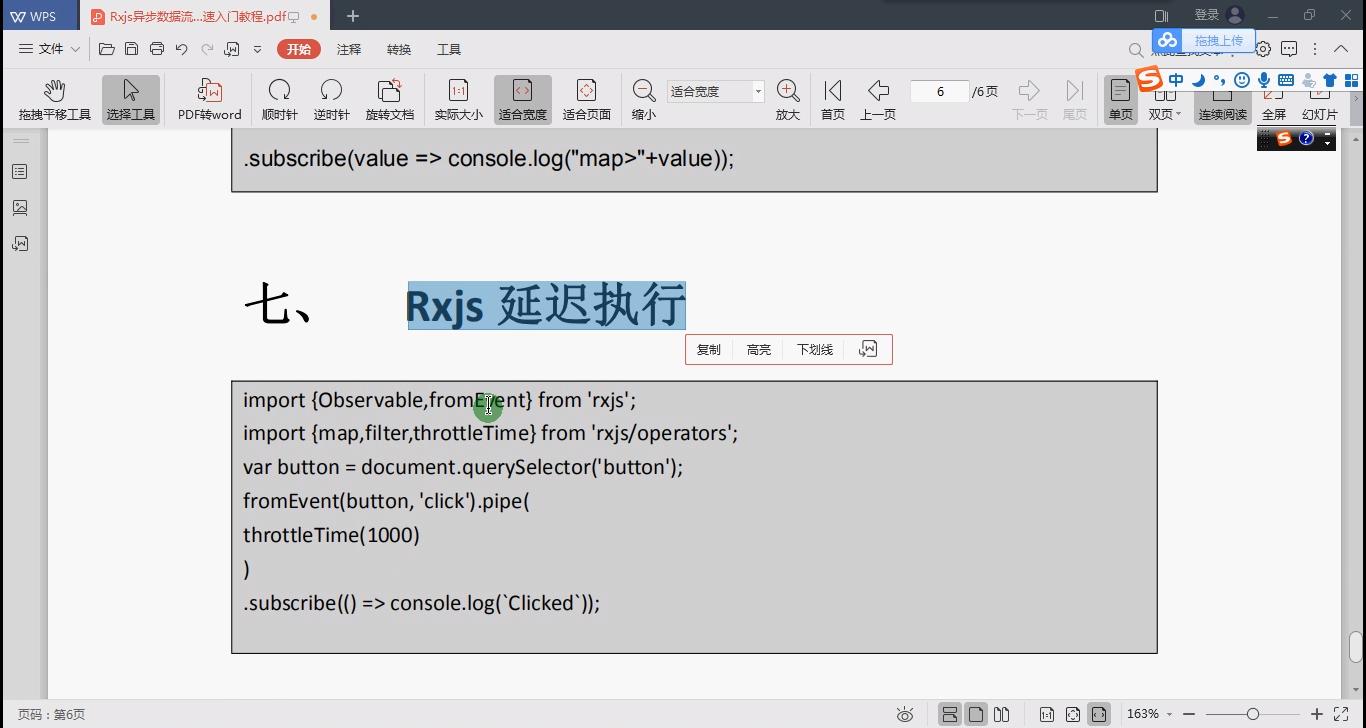 WPS
Rxjs异步数据流...速入门教程.pdf
登录
文件
开始
注释
转换
工具
拖拽上传
中
拖拽平移工具
选择工具
PDF转word
顺时针
逆时针
旋转文档
实际大小
适合宽度
适合页面
缩小
适合宽度
放大
首页
上一页
6
/6页
下一页
尾页
单页
双页
连续阅读
全屏
幻灯片
.subscribe(value => console.log("map>"+value));
七、 Rxjs 延迟执行
复制
高亮
下划线
import {Observable,fromEvent} from 'rxjs';
import {map,filter,throttleTime} from 'rxjs/operators';
var button = document.querySelector('button');
fromEvent(button, 'click').pipe(
throttleTime(1000)
)
.subscribe(() => console.log(`Clicked`));
页码：第6页
163%